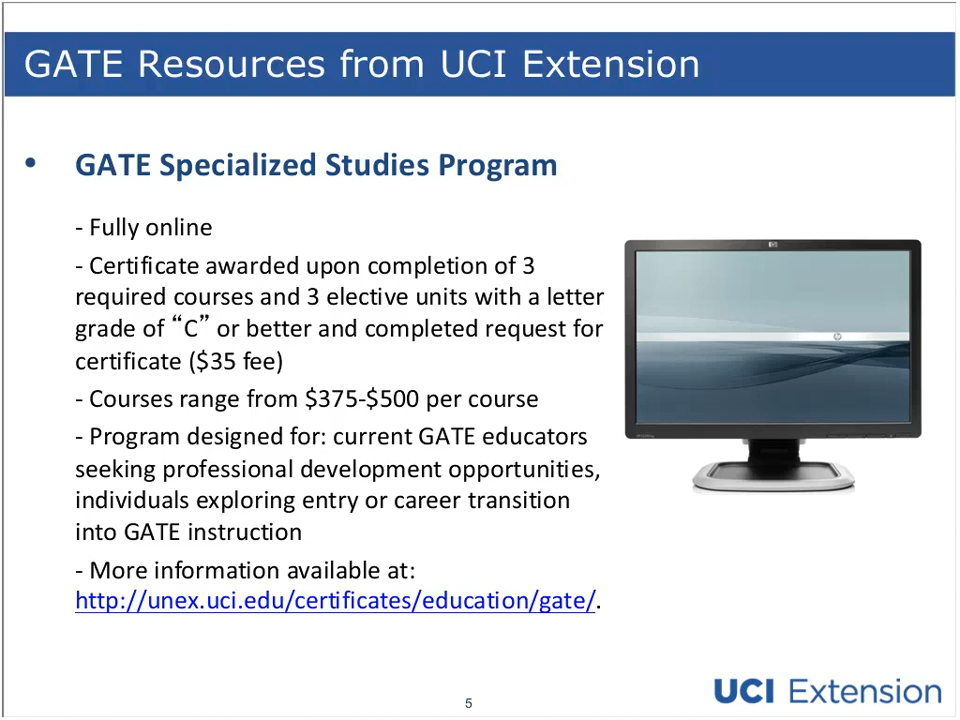 GATE Resources from UCI Extension
• GATE Specialized Studies Program
- Fully online
- Certificate awarded upon completion of 3
required courses and 3 elective units with a letter
grade of “C” or better and completed request for
certificate ($35 fee)
- Courses range from $375-$500 per course
- Program designed for: current GATE educators
seeking professional development opportunities,
individuals exploring entry or career transition
into GATE instruction
- More information available at:
http://unex.uci.edu/certificates/education/gate/.
5
UCI Extension